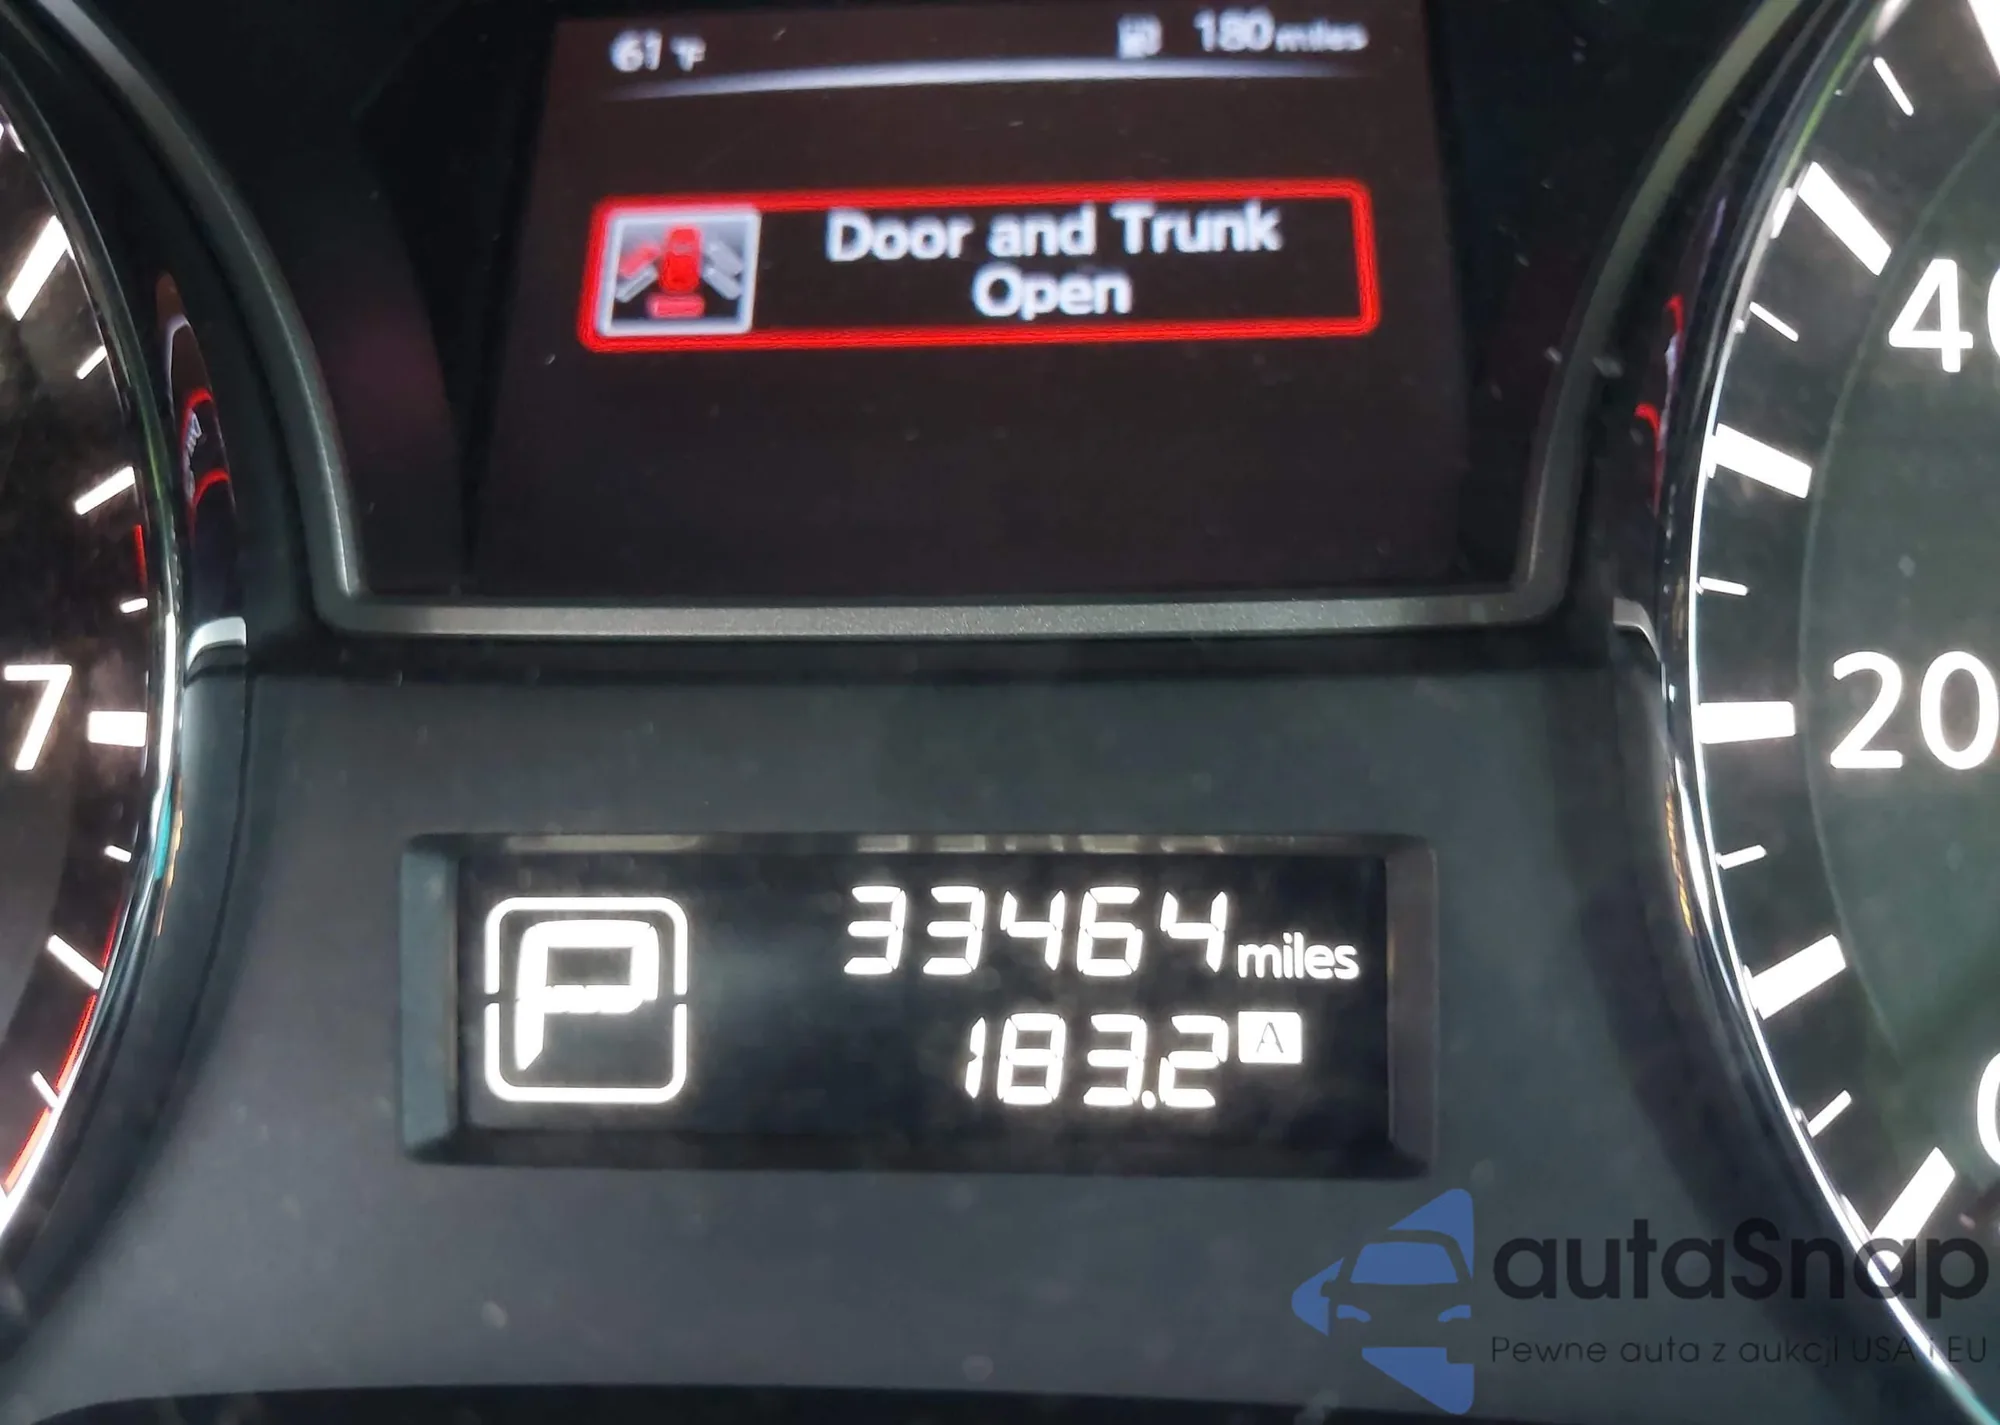 61 °F 180 miles
Door and Trunk
Open
40
7
20
P 33464 miles
183.2 A
0
autaSnap
Pewne auta z aukcji USA i EU